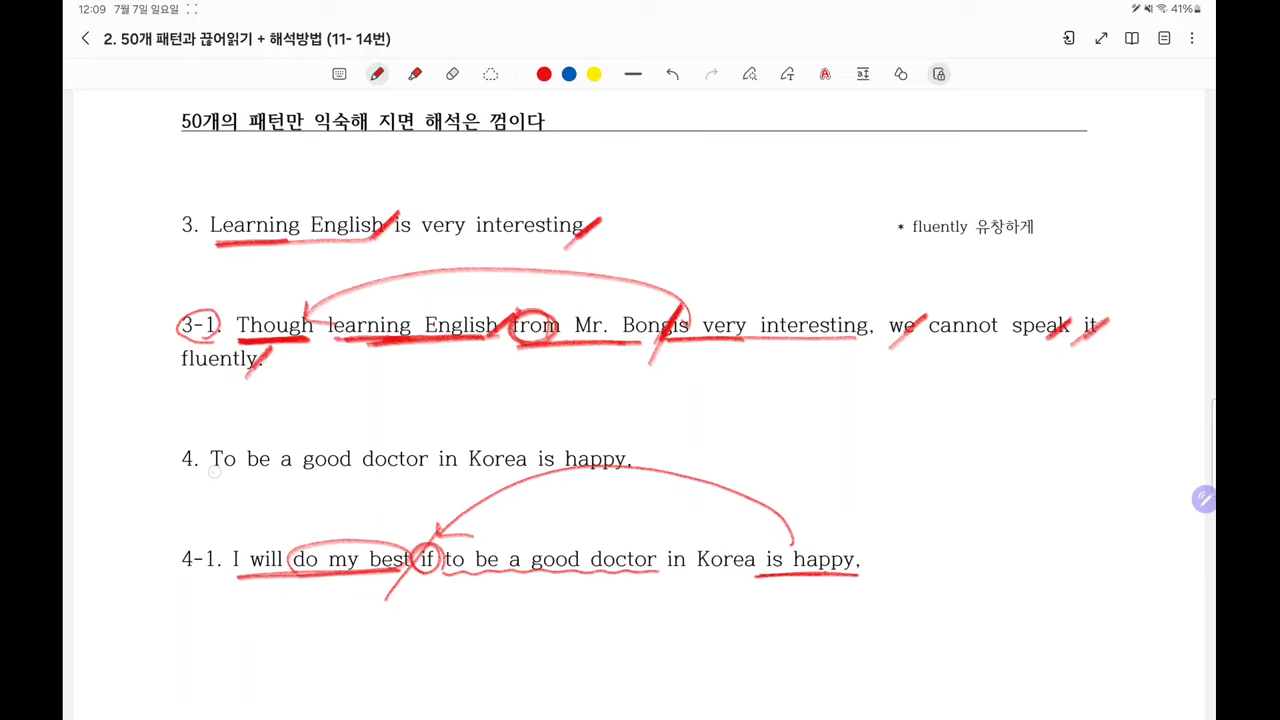 12:09 7월 7일 일요일
41%
2. 50개 패턴과 끊어읽기 + 해석방법 (11- 14번)
50개의 패턴만 익숙해 지면 해석은 껌이다
3. Learning English is very interesting.
* fluently 유창하게
3-1. Though learning English from Mr. Bong is very interesting, we cannot speak it
fluently.
4. To be a good doctor in Korea is happy.
4-1. I will do my best if to be a good doctor in Korea is happy.